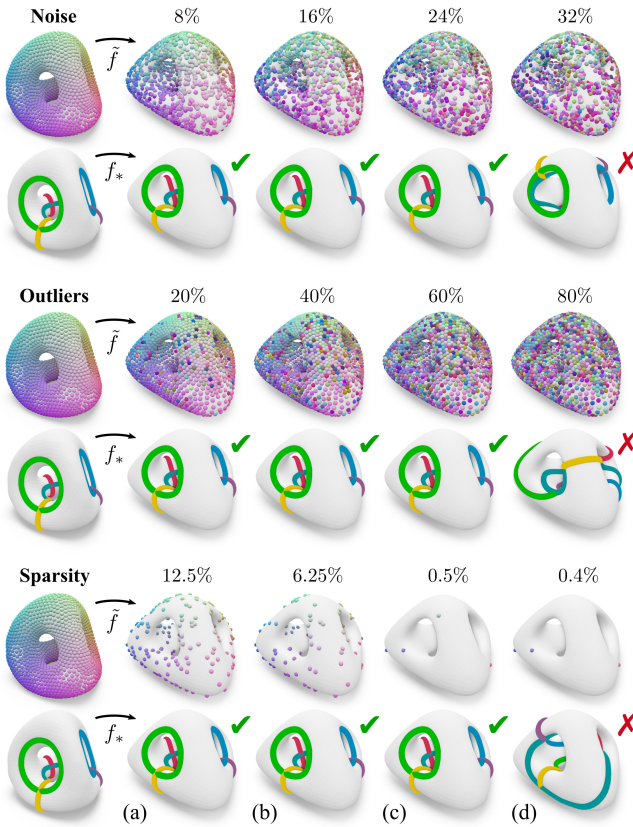 Noise 8% 16% 24% 32%
f̃
f∗ ✓ ✓ ✓ ✗
Outliers 20% 40% 60% 80%
f̃
f∗ ✓ ✓ ✓ ✗
Sparsity 12.5% 6.25% 0.5% 0.4%
f̃
f∗ ✓ ✓ ✓ ✗
(a) (b) (c) (d)